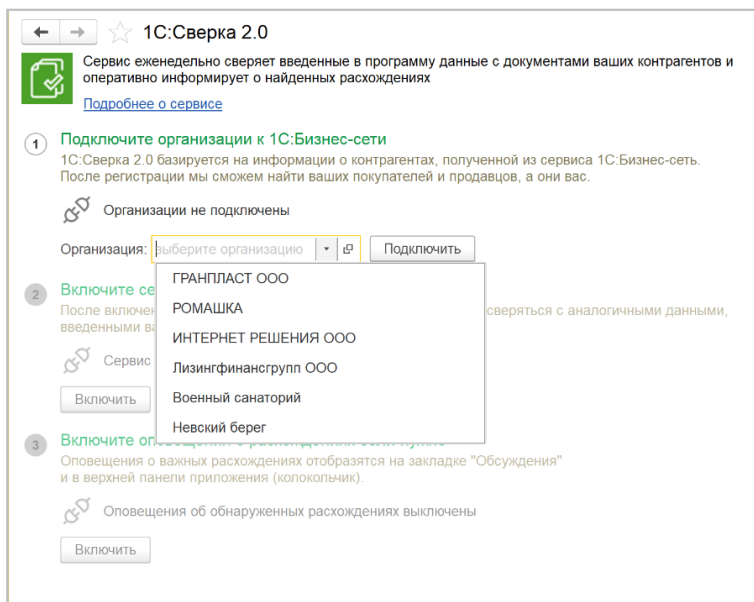 1С:Сверка 2.0
Сервис еженедельно сверяет введенные в программу данные с документами ваших контрагентов и
оперативно информирует о найденных расхождениях
Подробнее о сервисе
1
Подключите организации к 1С:Бизнес-сети
1С:Сверка 2.0 базируется на информации о контрагентах, полученной из сервиса 1С:Бизнес-сеть.
После регистрации мы сможем найти ваших покупателей и продавцов, а они вас.
Организации не подключены
Организация: выберите организацию Подключить
ГРАНПЛАСТ ООО
РОМАШКА
ИНТЕРНЕТ РЕШЕНИЯ ООО
Лизингфинансгрупп ООО
Военный санаторий
Невский берег
2
Включите
После сверяться с аналогичными данными,
введенными
Сервис
Включить
3
Включите оповещения о расхождениях если нужно
Оповещения о важных расхождениях отобразятся на закладке "Обсуждения"
и в верхней панели приложения (колокольчик).
Оповещения об обнаруженных расхождениях выключены
Включить